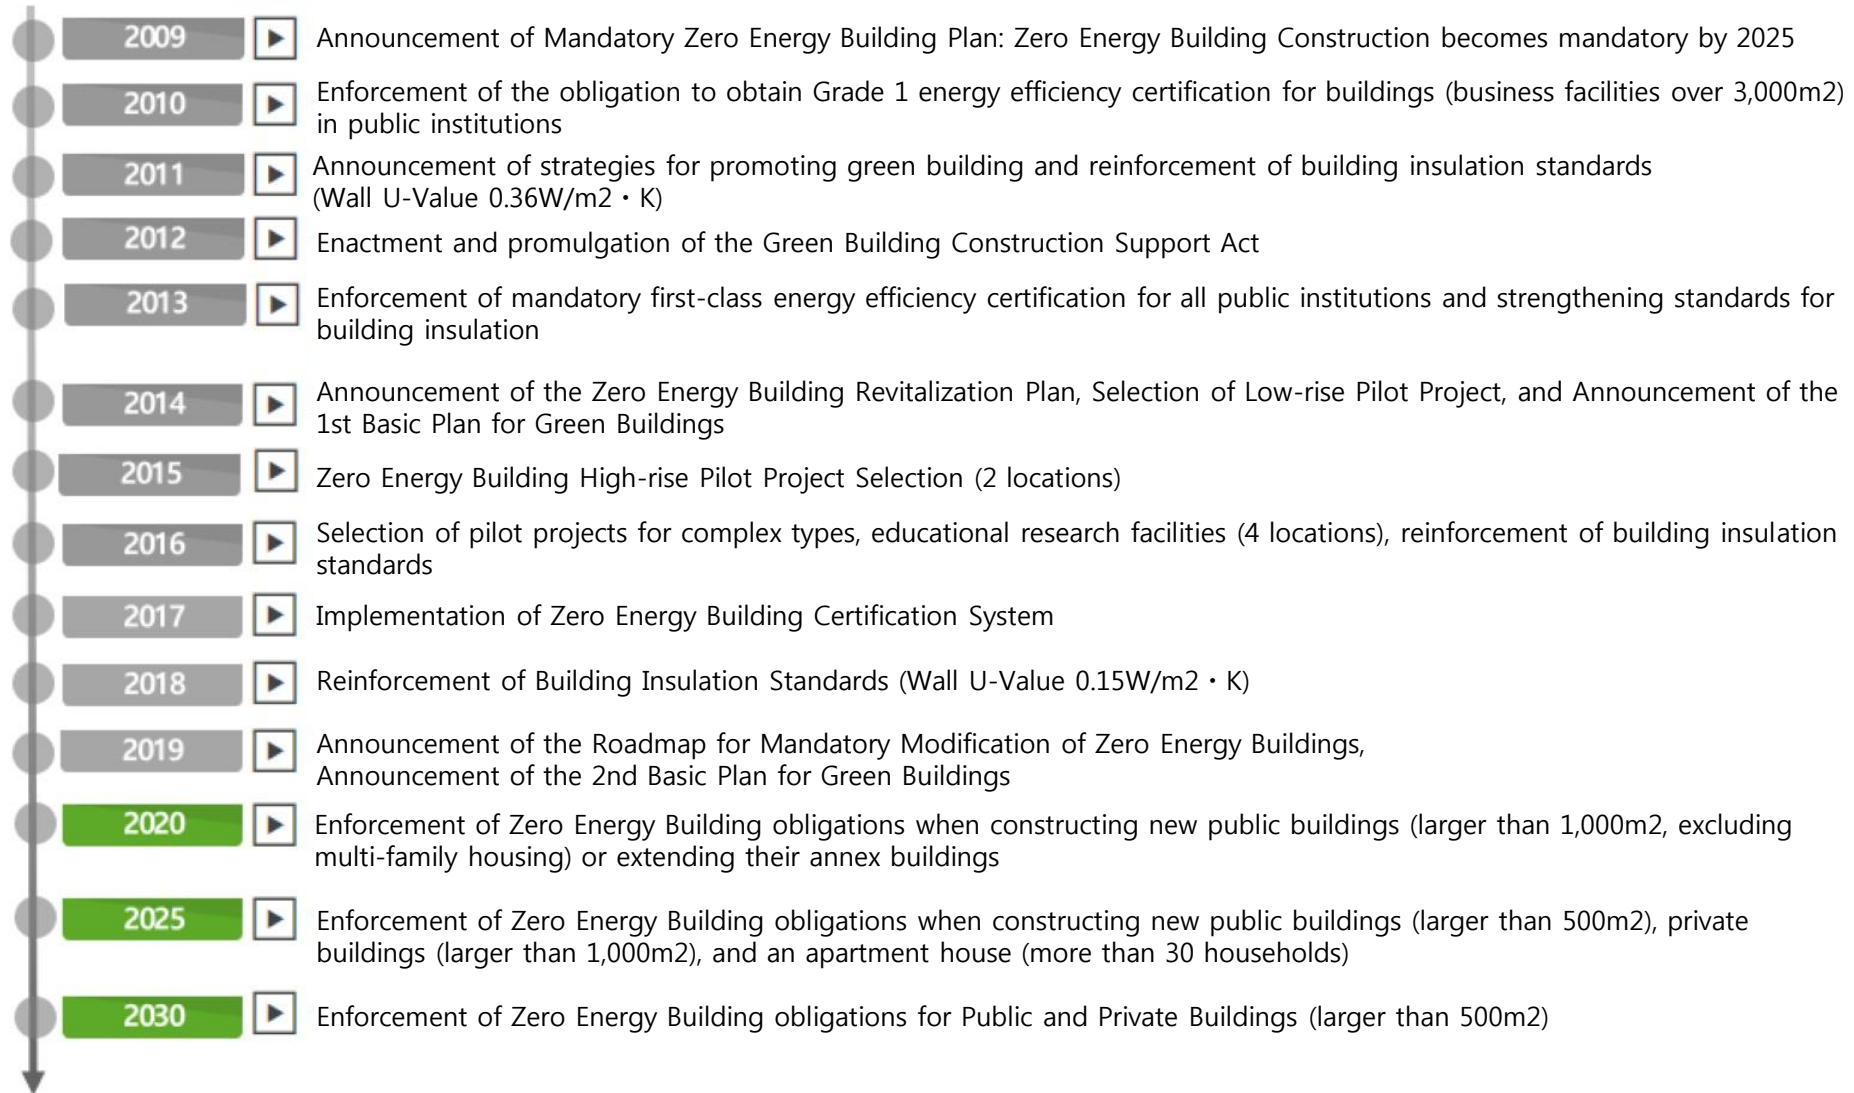 2009 Announcement of Mandatory Zero Energy Building Plan: Zero Energy Building Construction becomes mandatory by 2025
2010 Enforcement of the obligation to obtain Grade 1 energy efficiency certification for buildings (business facilities over 3,000m2)
in public institutions
2011 Announcement of strategies for promoting green building and reinforcement of building insulation standards
(Wall U-Value 0.36W/m2・K)
2012 Enactment and promulgation of the Green Building Construction Support Act
2013 Enforcement of mandatory first-class energy efficiency certification for all public institutions and strengthening standards for
building insulation
2014 Announcement of the Zero Energy Building Revitalization Plan, Selection of Low-rise Pilot Project, and Announcement of the
1st Basic Plan for Green Buildings
2015 Zero Energy Building High-rise Pilot Project Selection (2 locations)
2016 Selection of pilot projects for complex types, educational research facilities (4 locations), reinforcement of building insulation
standards
2017 Implementation of Zero Energy Building Certification System
2018 Reinforcement of Building Insulation Standards (Wall U-Value 0.15W/m2・K)
2019 Announcement of the Roadmap for Mandatory Modification of Zero Energy Buildings,
Announcement of the 2nd Basic Plan for Green Buildings
2020 Enforcement of Zero Energy Building obligations when constructing new public buildings (larger than 1,000m2, excluding
multi-family housing) or extending their annex buildings
2025 Enforcement of Zero Energy Building obligations when constructing new public buildings (larger than 500m2), private
buildings (larger than 1,000m2), and an apartment house (more than 30 households)
2030 Enforcement of Zero Energy Building obligations for Public and Private Buildings (larger than 500m2)